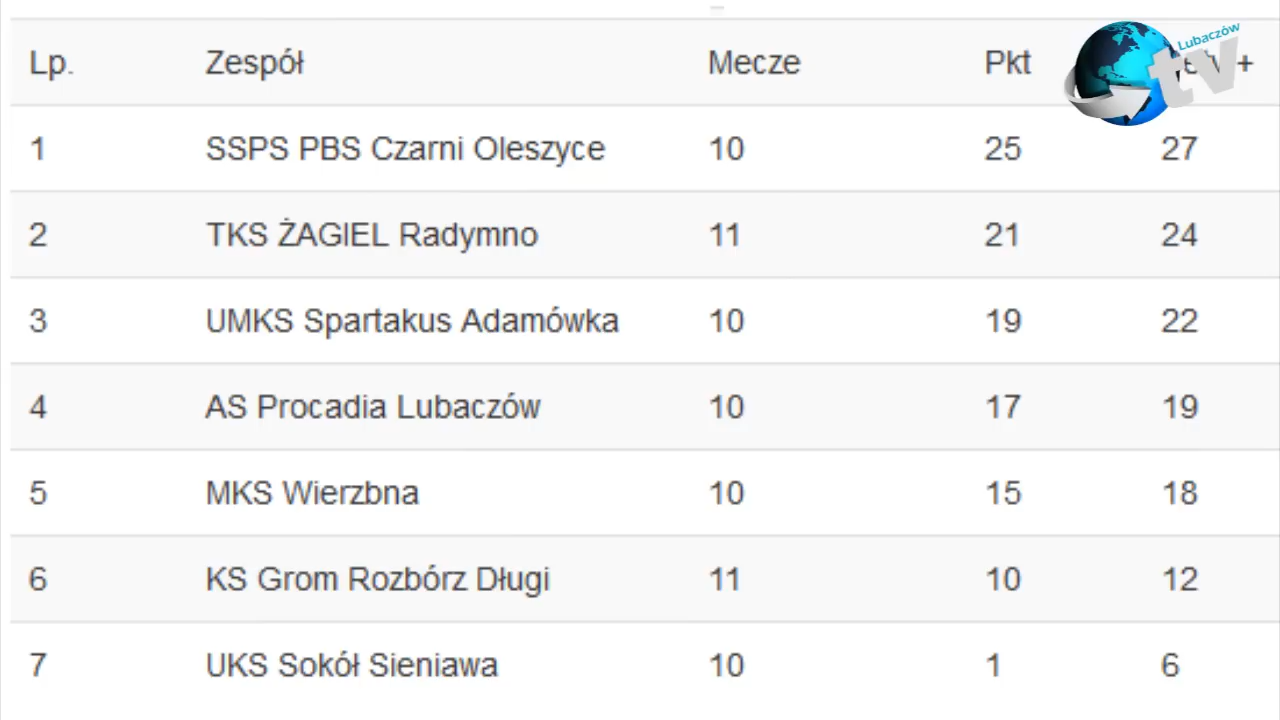 Lp. Zespół Mecze Pkt +
1 SSPS PBS Czarni Oleszyce 10 25 27
2 TKS ŻAGIEL Radymno 11 21 24
3 UMKS Spartakus Adamówka 10 19 22
4 AS Procadia Lubaczów 10 17 19
5 MKS Wierzbna 10 15 18
6 KS Grom Rozbórz Długi 11 10 12
7 UKS Sokół Sieniawa 10 1 6
Lubaczów
tv